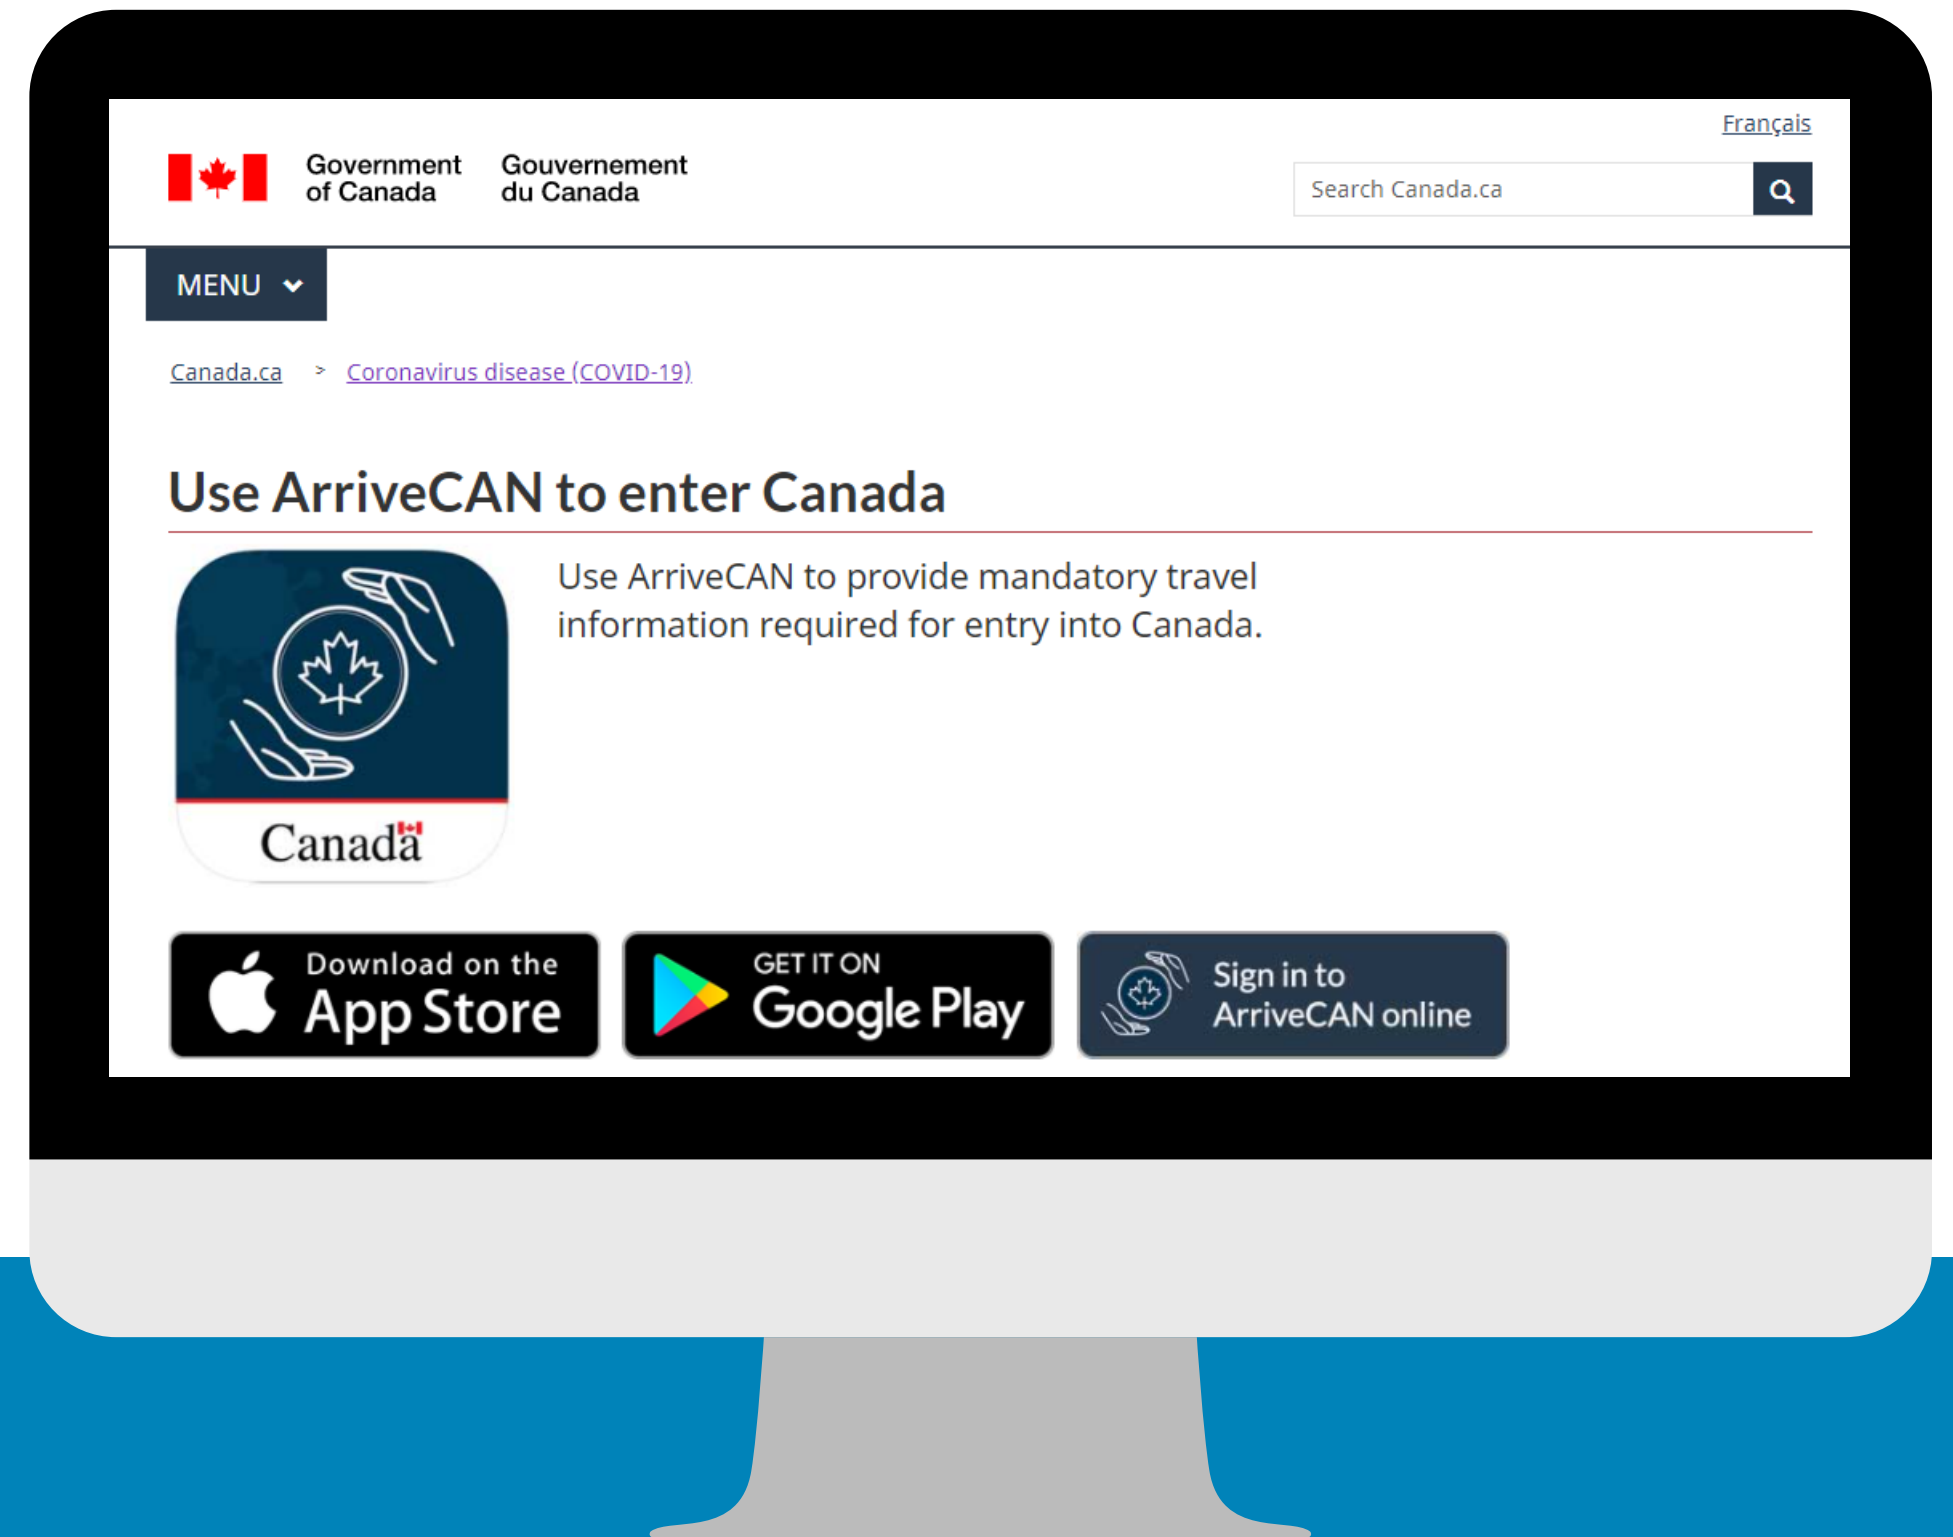 Français
Government
of Canada
Gouvernement
du Canada
Search Canada.ca
MENU
Canada.ca > Coronavirus disease (COVID-19)
Use ArriveCAN to enter Canada
Use ArriveCAN to provide mandatory travel
information required for entry into Canada.
Canada
Download on the
App Store
GET IT ON
Google Play
Sign in to
ArriveCAN online